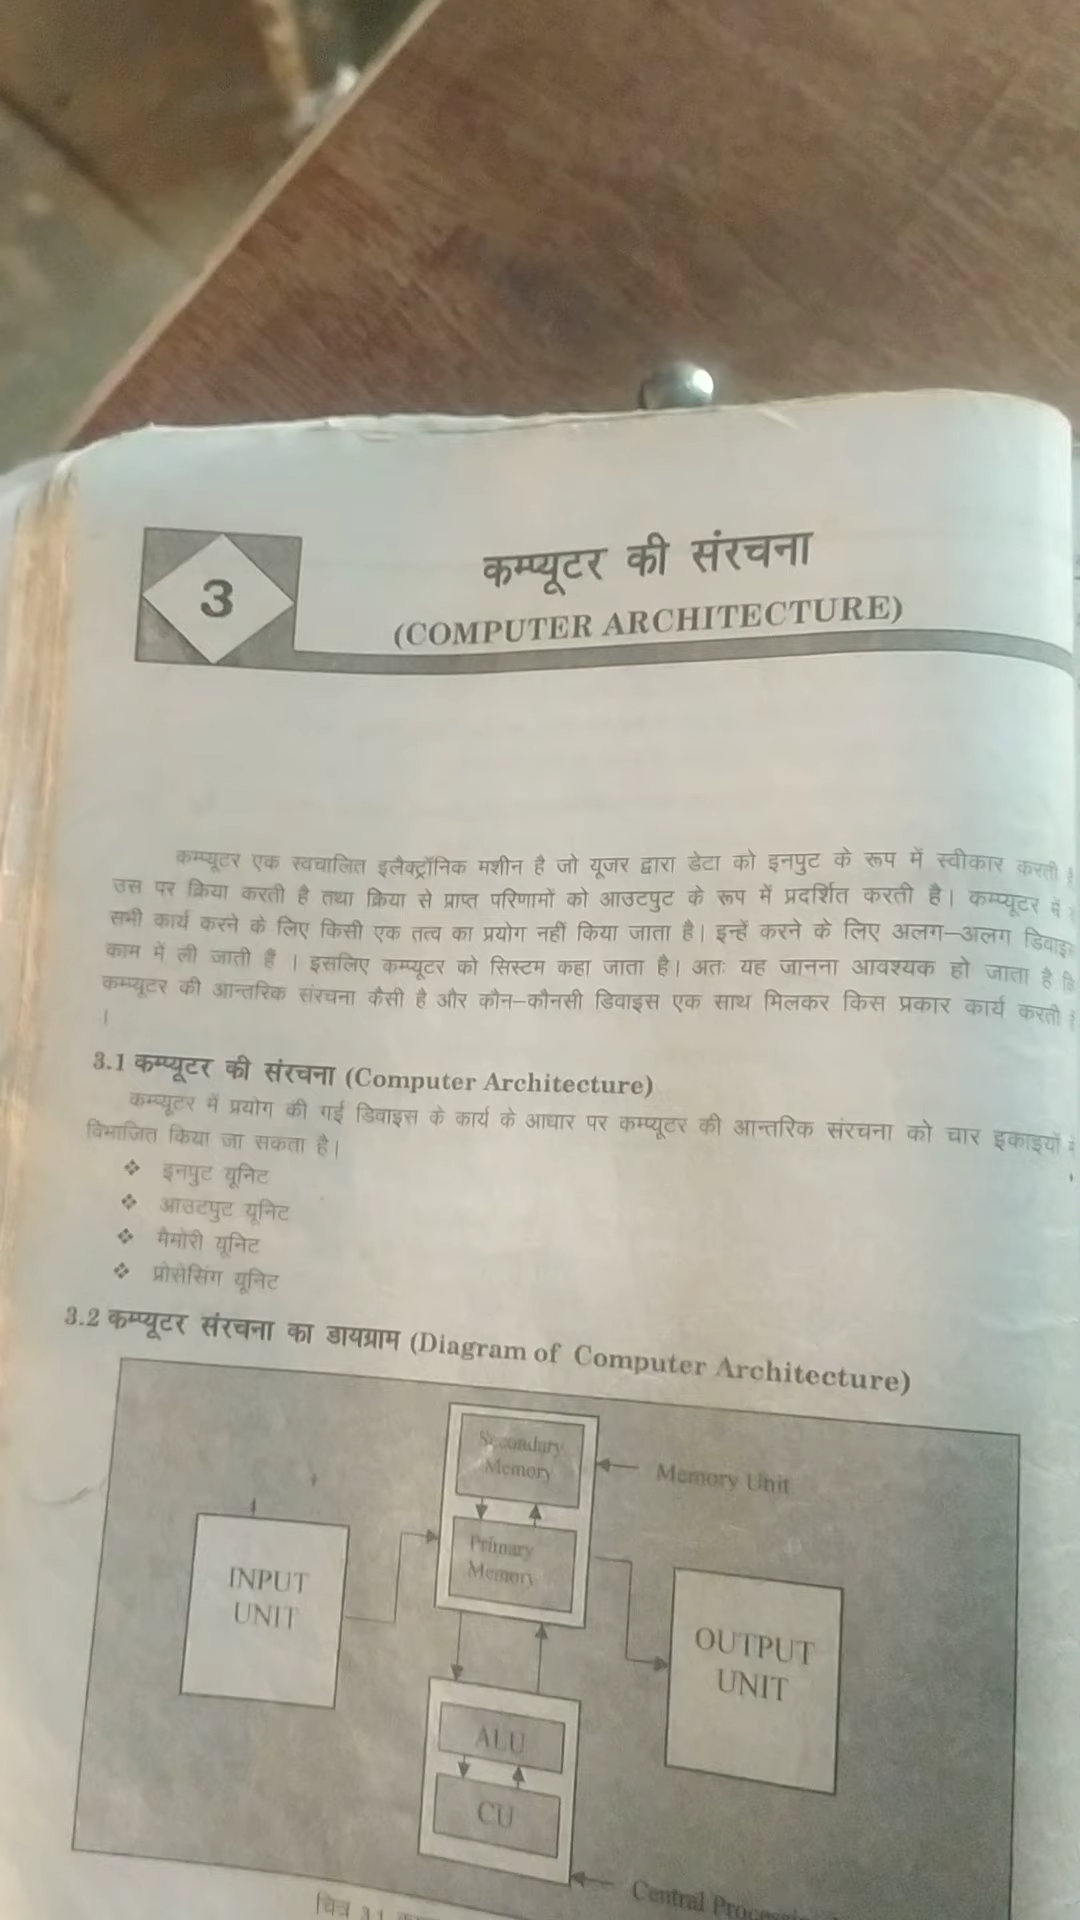 3
कम्प्यूटर की संरचना
(COMPUTER ARCHITECTURE)
कम्प्यूटर एक स्वचालित इलैक्ट्रॉनिक मशीन है जो यूजर द्वारा डेटा को इनपुट के रूप में स्वीकार करती
उस पर क्रिया करती है तथा क्रिया से प्राप्त परिणामों को आउटपुट के रूप में प्रदर्शित करती है। कम्प्यूटर में
सभी कार्य करने के लिए किसी एक तत्व का प्रयोग नहीं किया जाता है। इन्हें करने के लिए अलग–अलग
काम में ली जाती हैं । इसलिए कम्प्यूटर को सिस्टम कहा जाता है। अतः यह जानना आवश्यक हो जाता है
कम्प्यूटर की आन्तरिक संरचना कैसी है और कौन–कौनसी डिवाइस एक साथ मिलकर किस प्रकार कार्य करती
।
3.1 कम्प्यूटर की संरचना (Computer Architecture)
कम्प्यूटर में प्रयोग की गई डिवाइस के कार्य के आधार पर कम्प्यूटर की आन्तरिक संरचना को चार इकाइयों
विभाजित किया जा सकता है।
❖ इनपुट यूनिट
❖ आउटपुट यूनिट
❖ मैमोरी यूनिट
❖ प्रोसेसिंग यूनिट
3.2 कम्प्यूटर संरचना का डायग्राम (Diagram of Computer Architecture)
Secondary
Memory
Memory Unit
Primary
Memory
INPUT
UNIT
OUTPUT
UNIT
ALU
CU
Central
चित्र 3.1